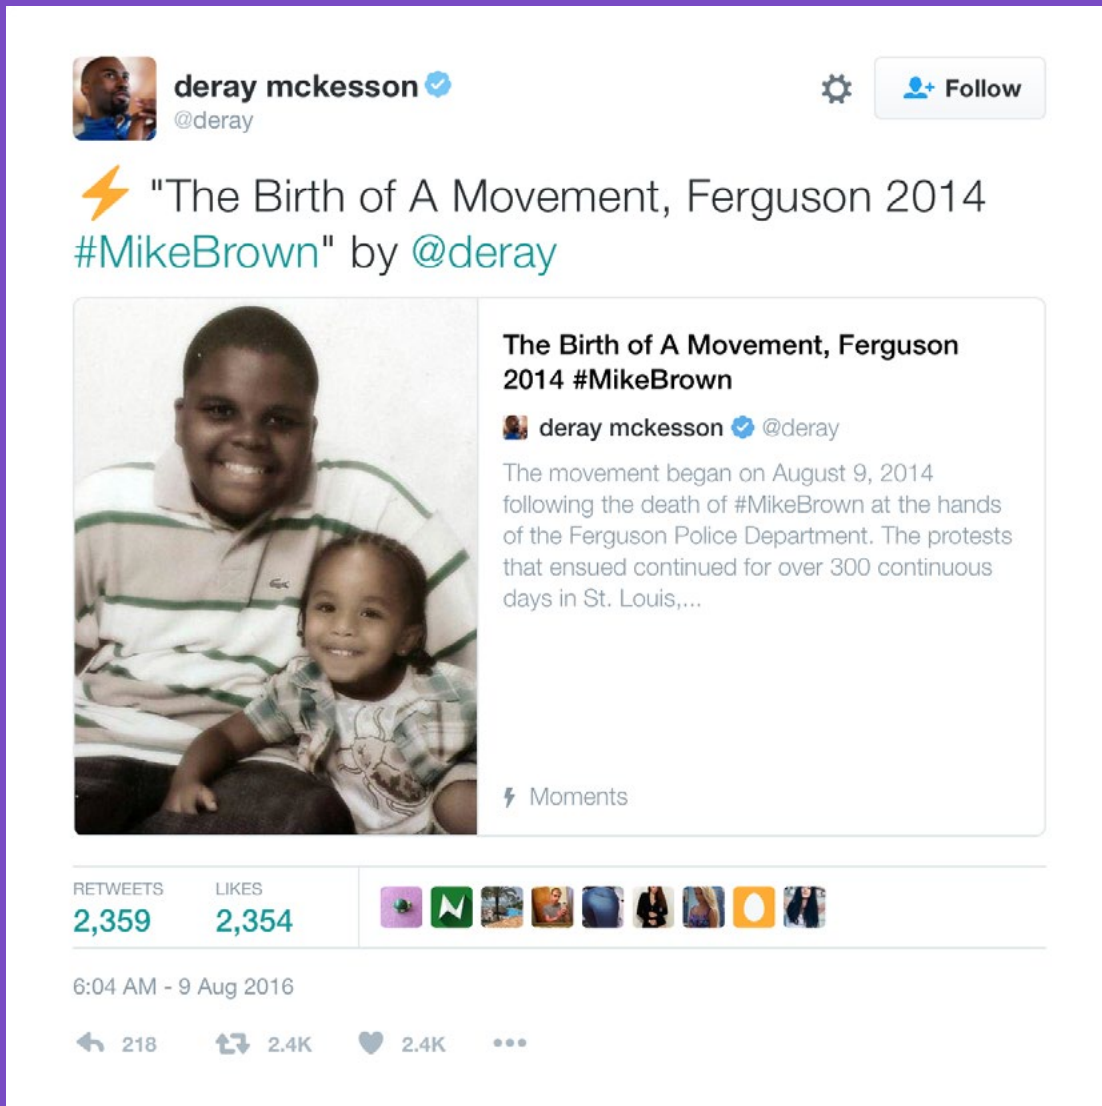 deray mckesson
@deray
Follow
"The Birth of A Movement, Ferguson 2014
#MikeBrown" by @deray
The Birth of A Movement, Ferguson
2014 #MikeBrown
deray mckesson @deray
The movement began on August 9, 2014
following the death of #MikeBrown at the hands
of the Ferguson Police Department. The protests
that ensued continued for over 300 continuous
days in St. Louis,...
Moments
RETWEETS LIKES
2,359 2,354
6:04 AM - 9 Aug 2016
218 2.4K 2.4K